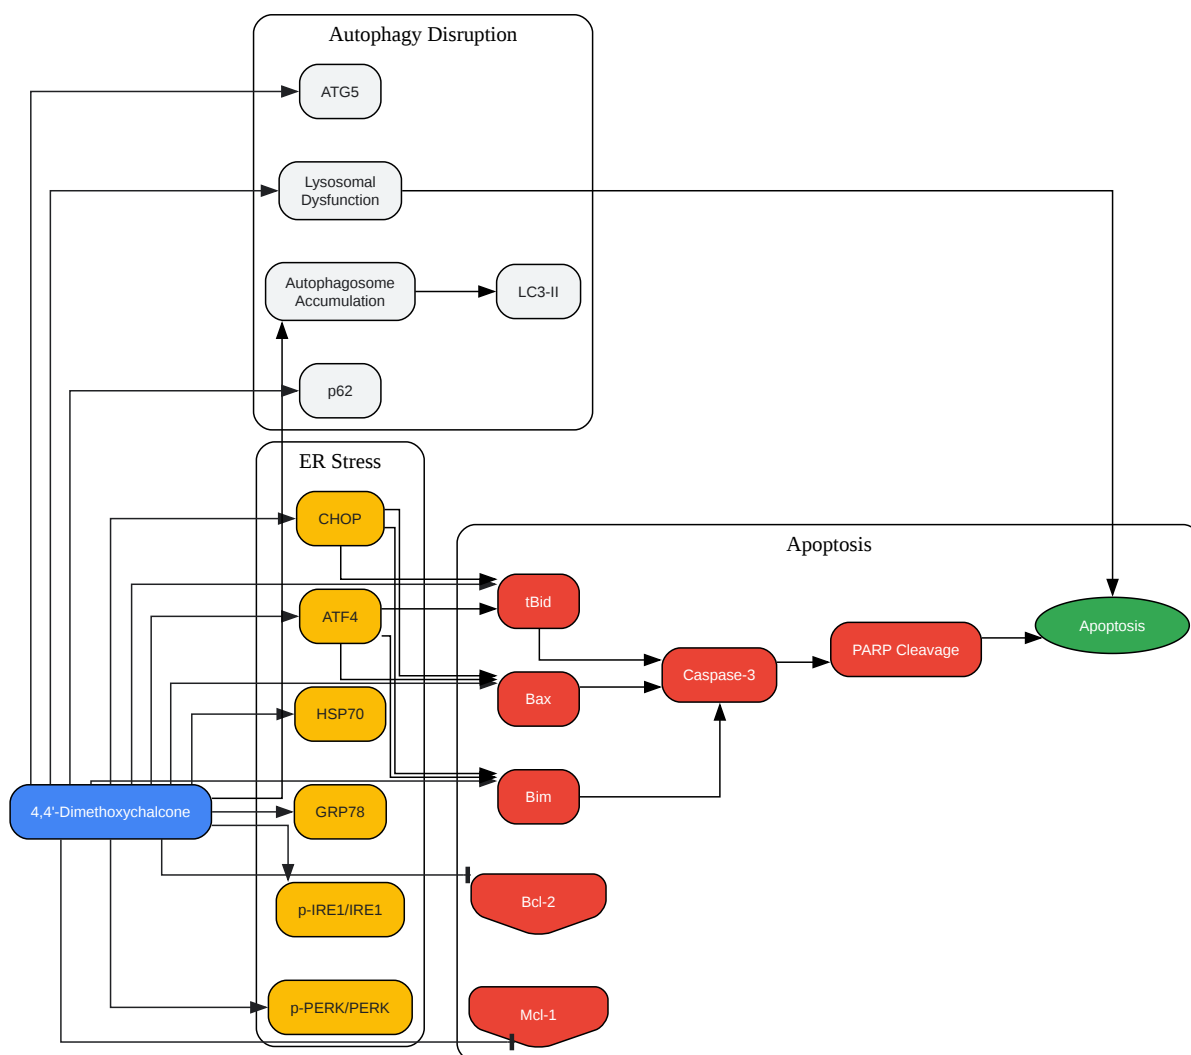 Autophagy Disruption
ATG5
Lysosomal
Dysfunction
Autophagosome
Accumulation
LC3-II
p62
ER Stress
CHOP
ATF4
HSP70
4,4'-Dimethoxychalcone
GRP78
p-IRE1/IRE1
p-PERK/PERK
Apoptosis
tBid
Bax
Bim
Bcl-2
Mcl-1
Caspase-3
PARP Cleavage
Apoptosis